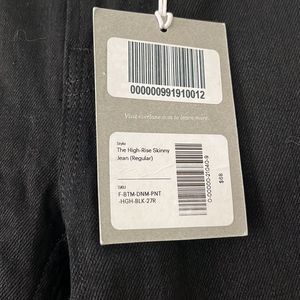 000000991910012
Visit everlane.com to learn more.
Style
The High-Rise Skinny
Jean (Regular)
SKU
F-BTM-DNM-PNT
-HGH-BLK-27R
$68